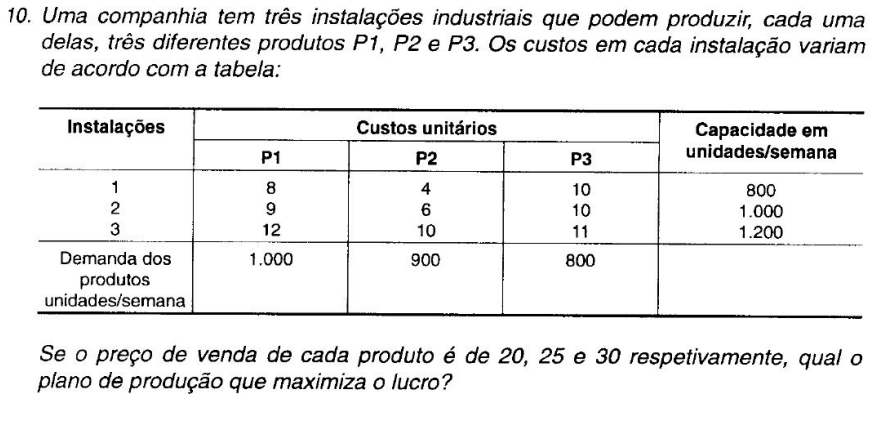 10. Uma companhia tem três instalações industriais que podem produzir, cada uma
delas, três diferentes produtos P1, P2 e P3. Os custos em cada instalação variam
de acordo com a tabela:
Instalações Custos unitários Capacidade em
unidades/semana
P1 P2 P3
1 8 4 10 800
2 9 6 10 1.000
3 12 10 11 1.200
Demanda dos 1.000 900 800
produtos
unidades/semana
Se o preço de venda de cada produto é de 20, 25 e 30 respetivamente, qual o
plano de produção que maximiza o lucro?